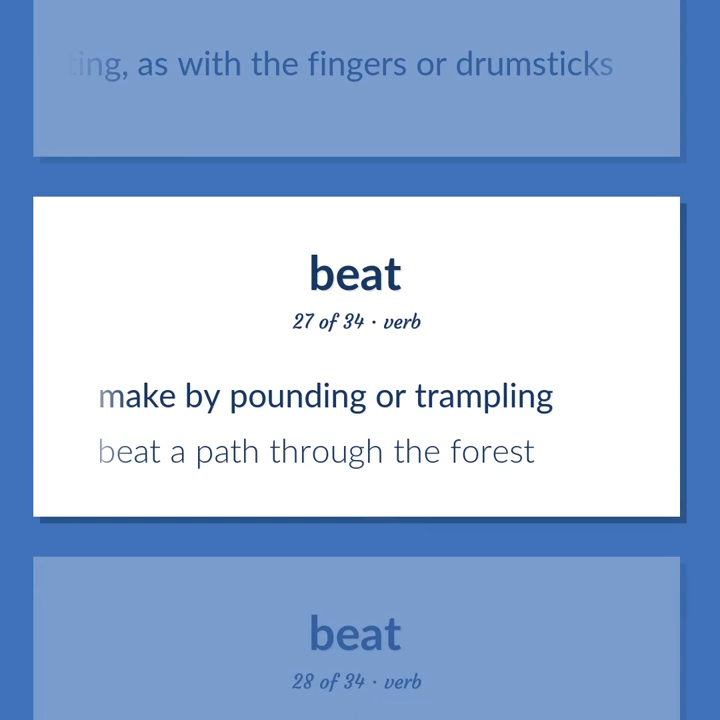 as with the fingers or drumsticks
beat
27 of 34 · verb
make by pounding or trampling
beat a path through the forest
beat
28 of 34 · verb